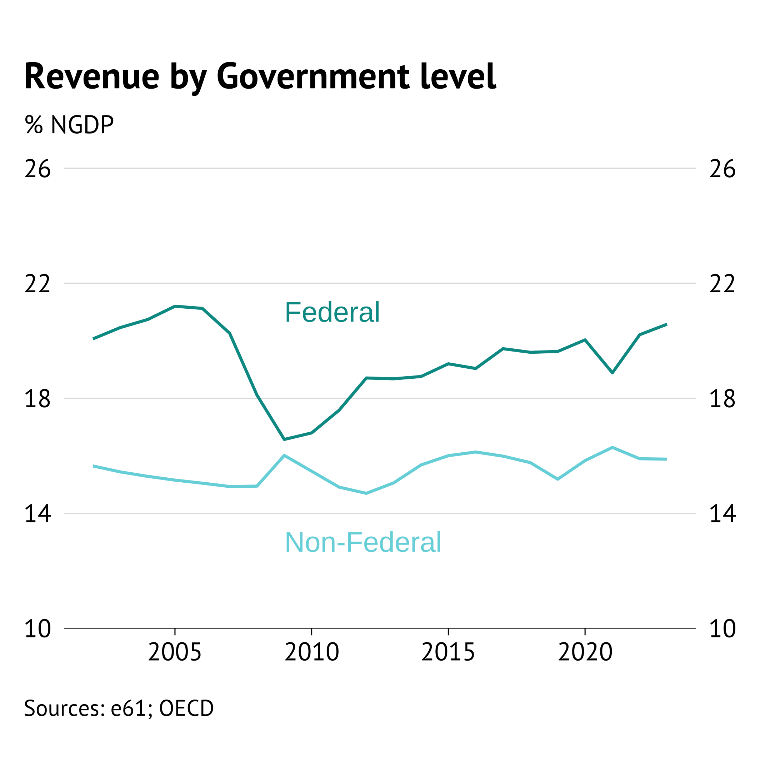 Revenue by Government level
% NGDP
26 26
22 22
Federal
18 18
14 14
Non-Federal
10 10
2005 2010 2015 2020
Sources: e61; OECD